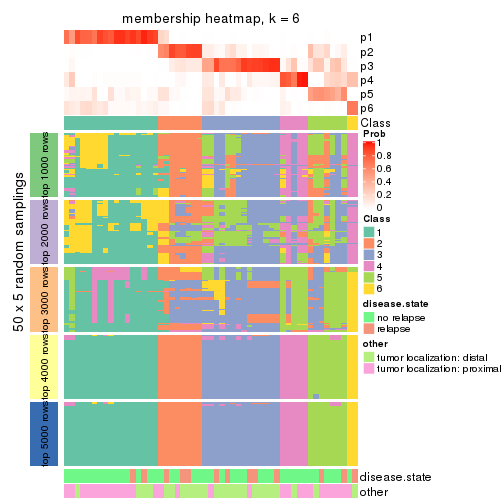 membership heatmap, k = 6
p1
p2
p3
p4
p5
p6
Class
50 x 5 random samplings
top 1000 rows
top 2000 rows
top 3000 rows
top 4000 rows
top 5000 rows
Prob
1
0.8
0.6
0.4
0.2
0
Class
1
2
3
4
5
6
disease.state
no relapse
relapse
other
tumor localization: distal
tumor localization: proximal
disease.state
other